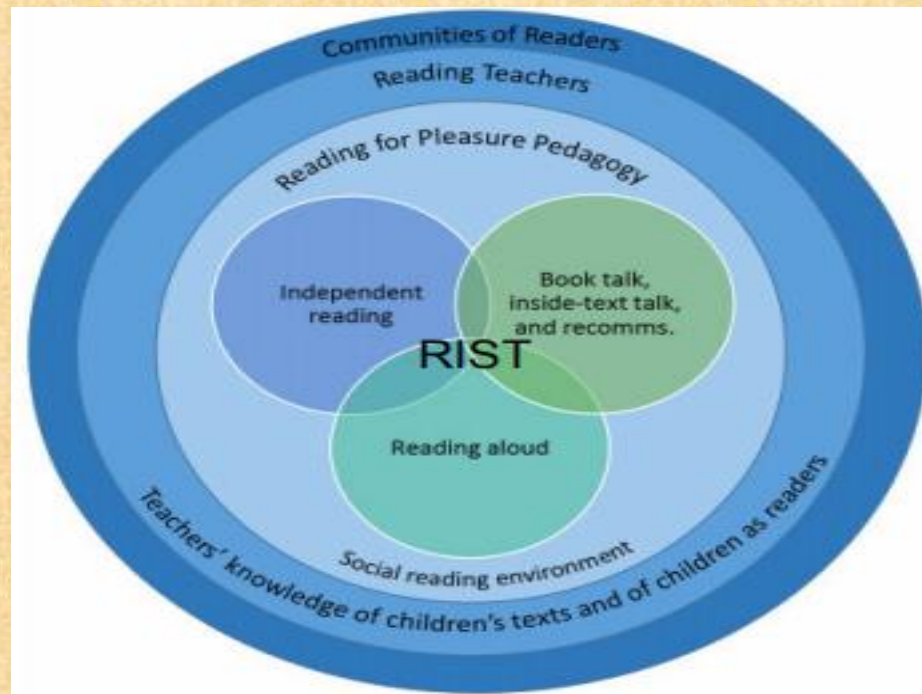 Communities of Readers
Reading Teachers
Reading for Pleasure Pedagogy
Independent
reading
Book talk,
inside-text talk,
and recomms.
RIST
Reading aloud
Social reading environment
Teachers' knowledge of children's texts and of children as readers